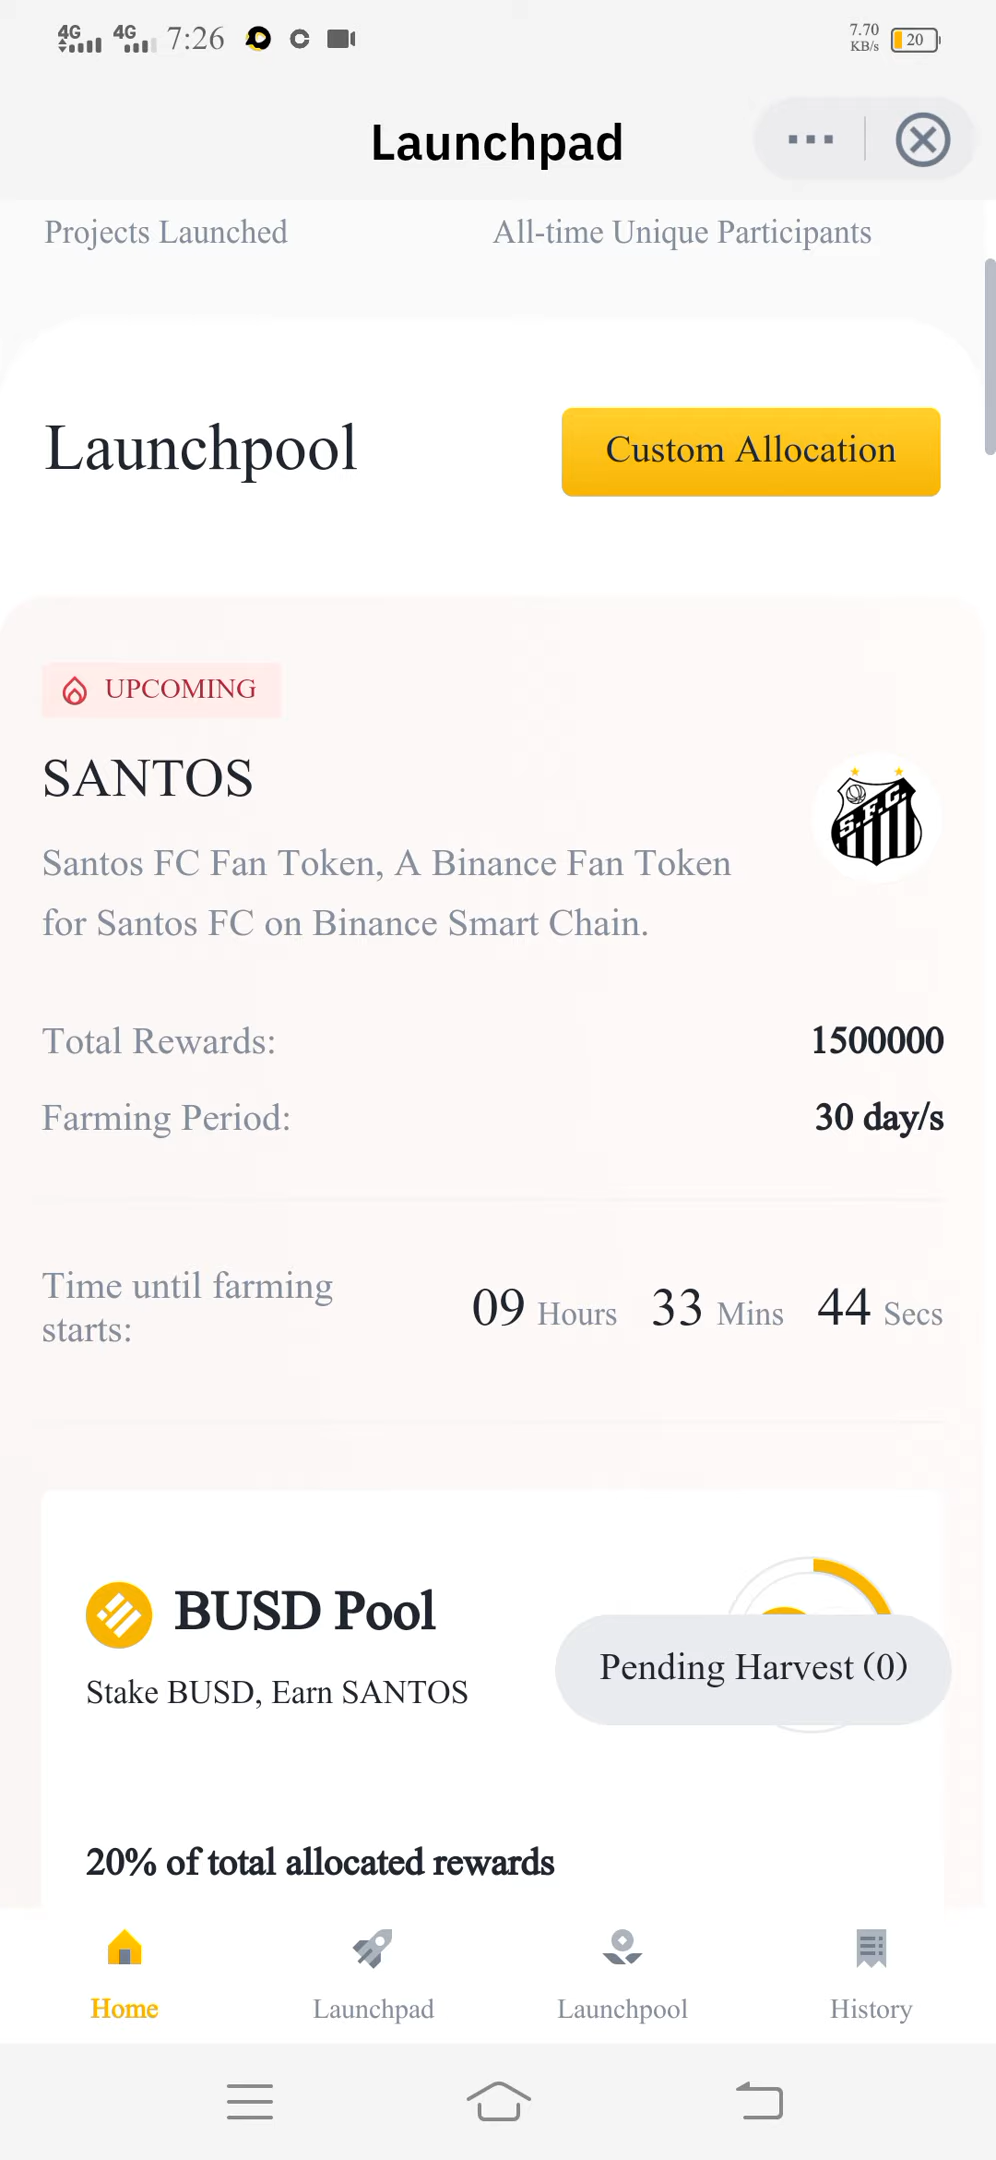 4G 4G 7:26 7.70 KB/s 20
Launchpad
Projects Launched All-time Unique Participants
Launchpool Custom Allocation
UPCOMING
SANTOS
S.F.C.
Santos FC Fan Token, A Binance Fan Token
for Santos FC on Binance Smart Chain.
Total Rewards: 1500000
Farming Period: 30 day/s
Time until farming
starts:
09 Hours 33 Mins 44 Secs
BUSD Pool
Stake BUSD, Earn SANTOS
Pending Harvest (0)
20% of total allocated rewards
Home Launchpad Launchpool History